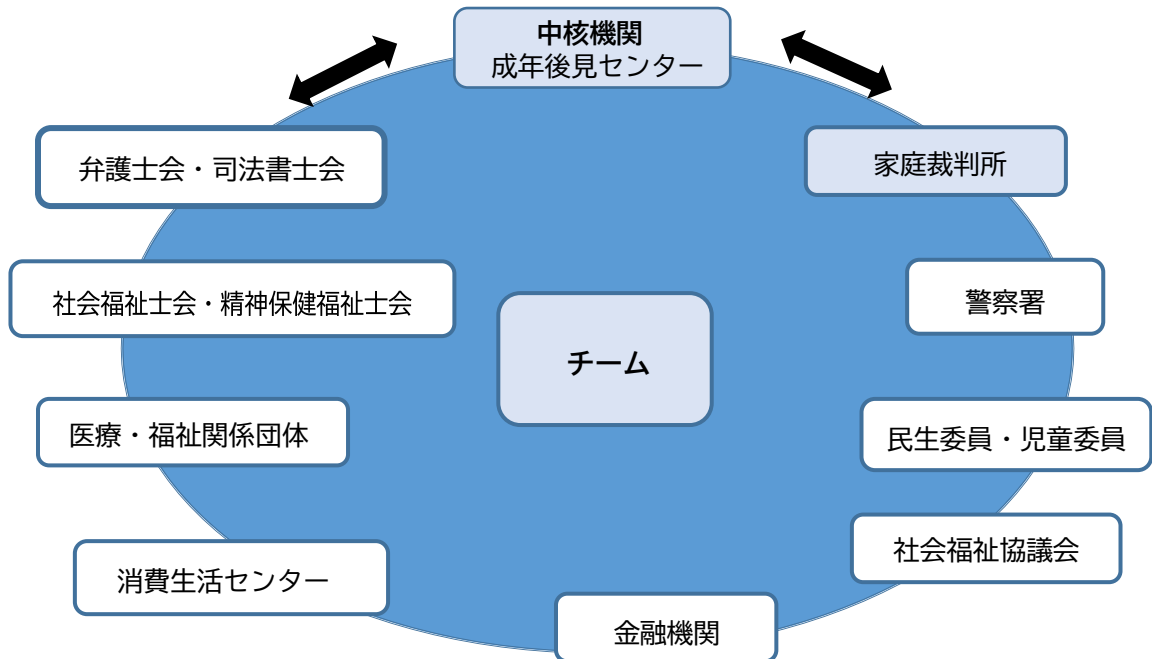 中核機関
成年後見センター
弁護士会・司法書士会
家庭裁判所
社会福祉士会・精神保健福祉士会
警察署
チーム
医療・福祉関係団体
民生委員・児童委員
社会福祉協議会
消費生活センター
金融機関